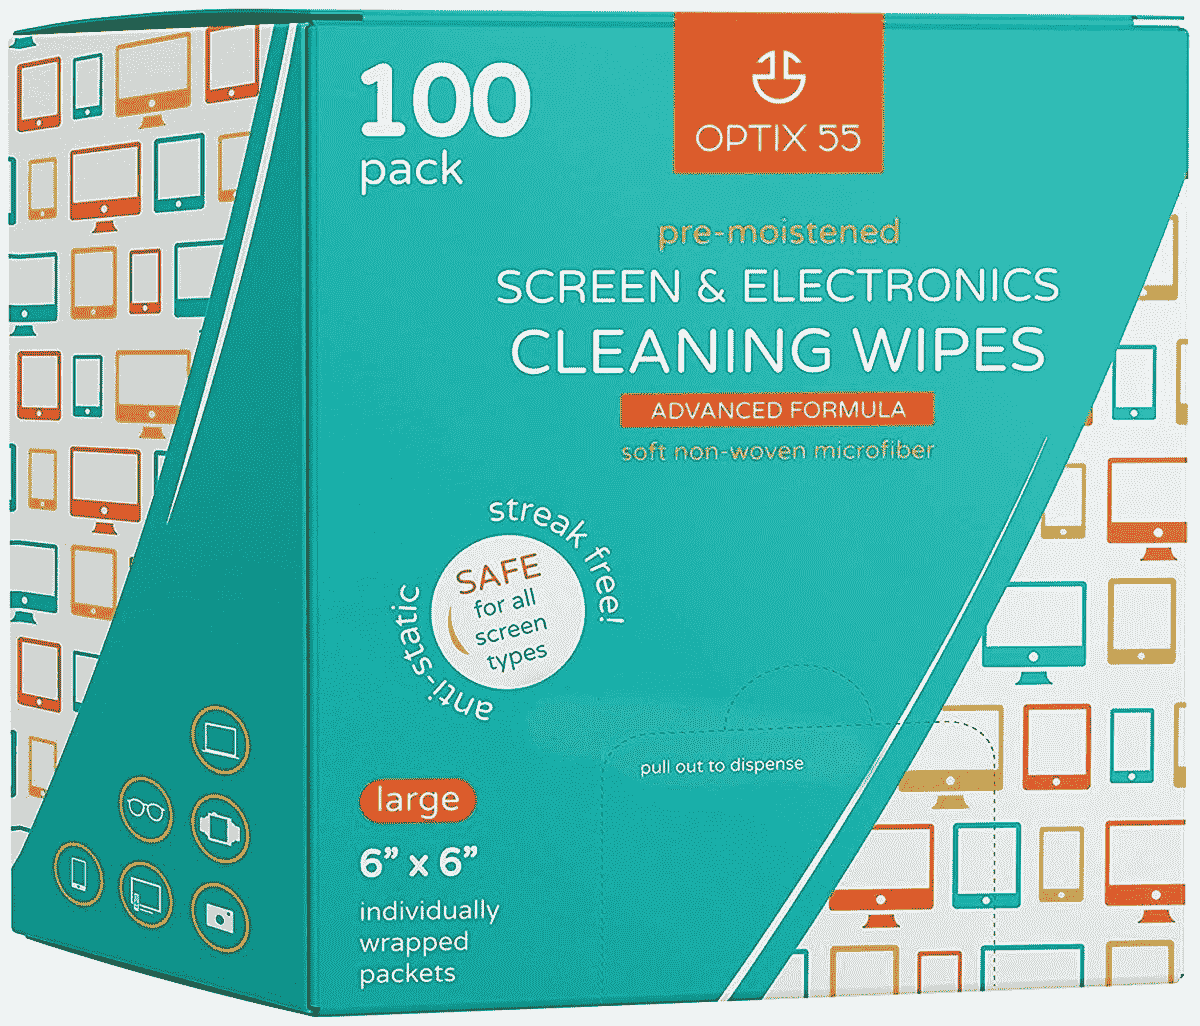 100
pack
OPTIX 55
pre-moistened
SCREEN & ELECTRONICS
CLEANING WIPES
ADVANCED FORMULA
soft non-woven microfiber
streak free!
anti-static
SAFE
for all
screen
types
pull out to dispense
large
6” x 6”
individually
wrapped
packets